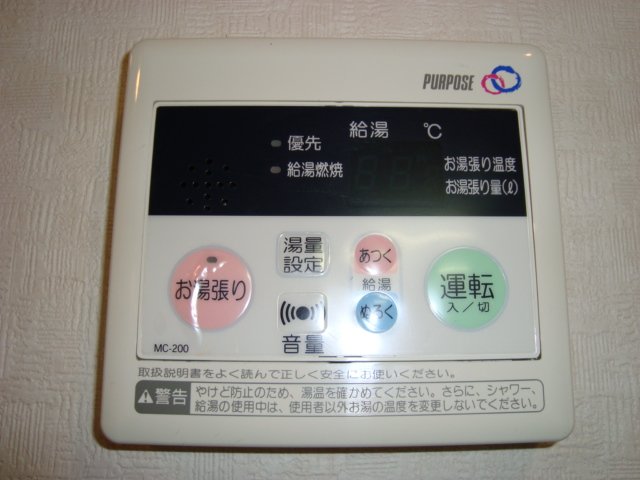 PURPOSE
給湯 ℃
優先
給湯燃焼
お湯張り温度
お湯張り量(ℓ)
湯量
設定
あつく
お湯張り
給湯
運転
入/切
ぬるく
音量
MC-200
取扱説明書をよく読んで正しく安全にお使いください。
警告
やけど防止のため、湯温を確かめてください。さらに、シャワー、
給湯の使用中は、使用者以外お湯の温度を変更しないでください。